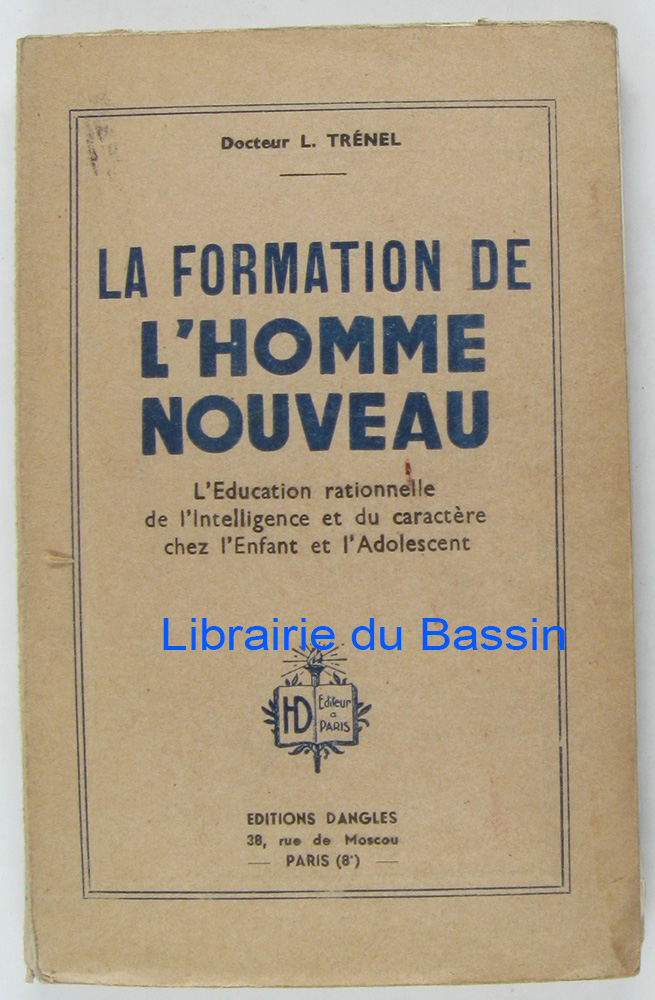 Docteur L. TRÉNEL
LA FORMATION DE
L'HOMME
NOUVEAU
L'Education rationnelle
de l'Intelligence et du caractère
chez l'Enfant et l'Adolescent
Librairie du Bassin
HD Editeur
à
PARIS
EDITIONS DANGLES
38, rue de Moscou
— PARIS (8e) —